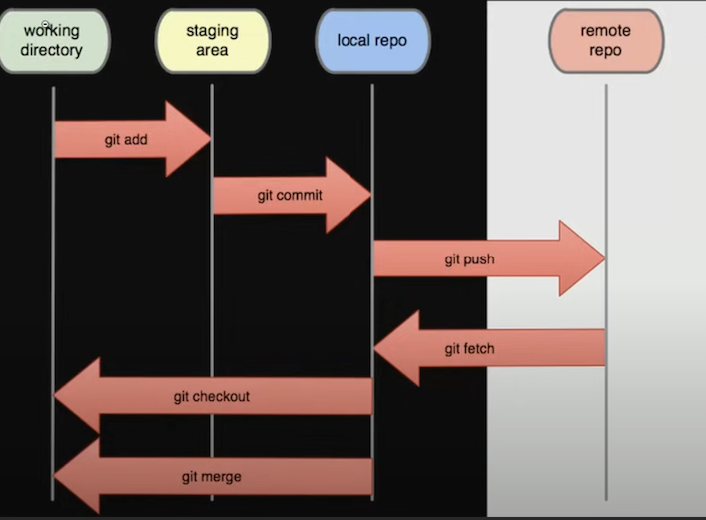 working
directory
staging
area
local repo
remote
repo
git add
git commit
git push
git fetch
git checkout
git merge